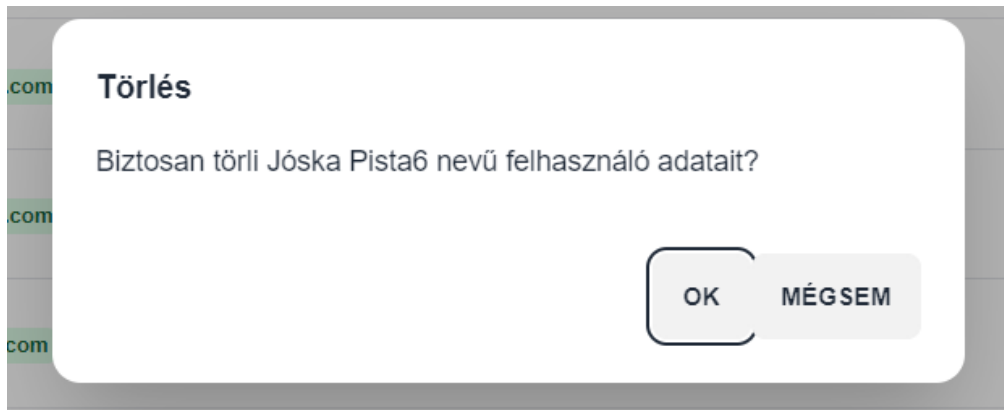 .com
Törlés
Biztosan törli Jóska Pista6 nevű felhasználó adatait?
.com
OK MÉGSEM
com